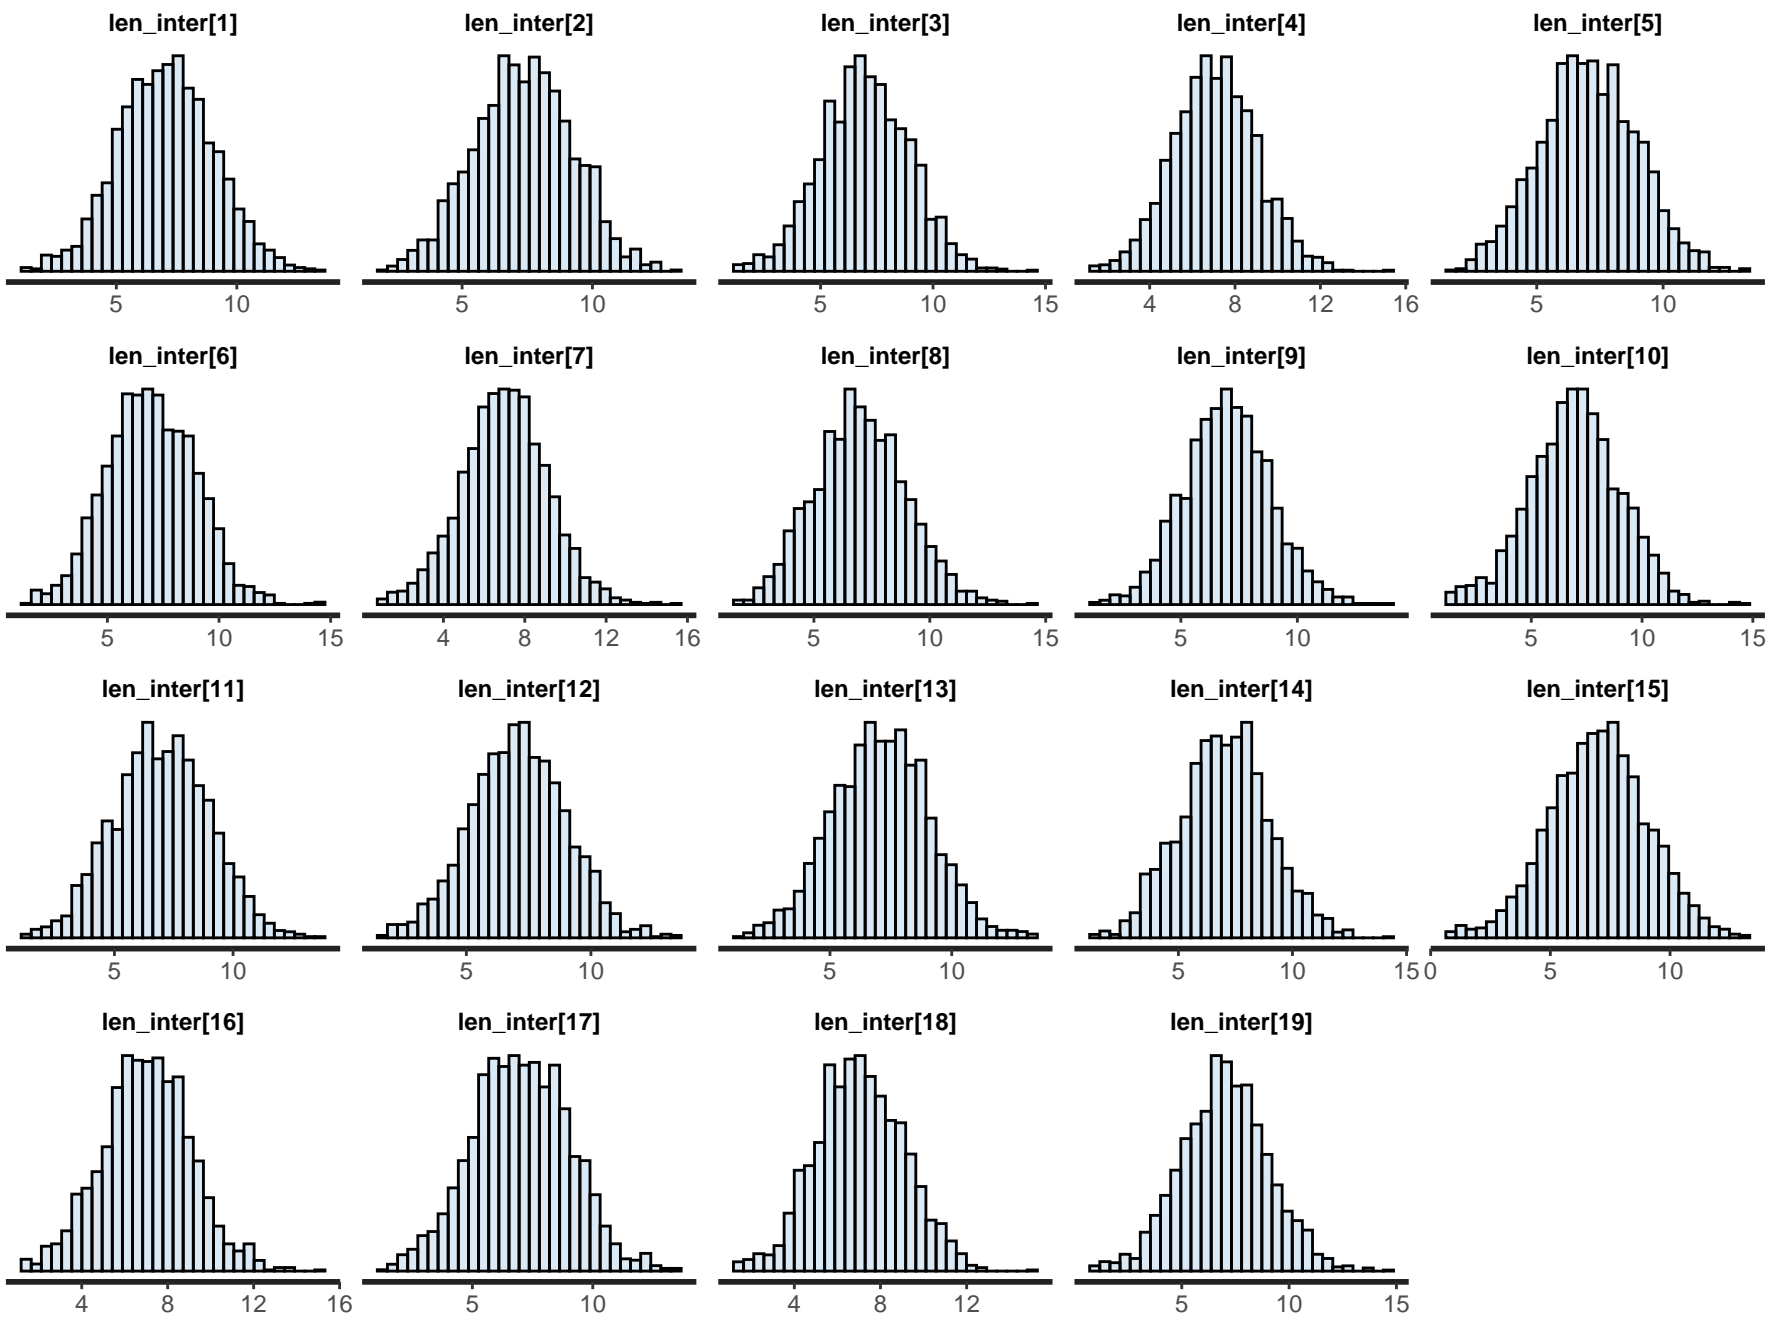 len_inter[1] len_inter[2] len_inter[3] len_inter[4] len_inter[5]
5 10 5 10 5 10 15 4 8 12 16 5 10
len_inter[6] len_inter[7] len_inter[8] len_inter[9] len_inter[10]
5 10 15 4 8 12 16 5 10 15 5 10 5 10 15
len_inter[11] len_inter[12] len_inter[13] len_inter[14] len_inter[15]
5 10 5 10 5 10 5 10 15 0 5 10
len_inter[16] len_inter[17] len_inter[18] len_inter[19]
4 8 12 16 5 10 4 8 12 5 10 15